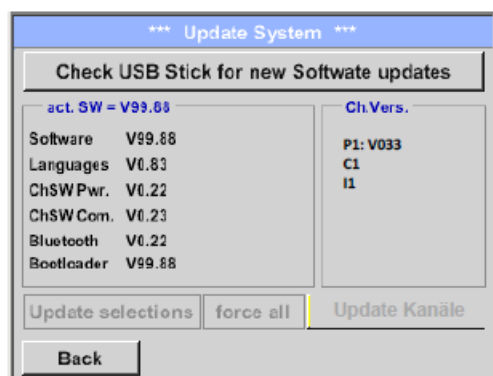 *** Update System ***
Check USB Stick for new Softwate updates
act. SW = V99.88
Software V99.88
Languages V0.83
ChSW Pwr. V0.22
ChSW Com. V0.23
Bluetooth V0.22
Bootloader V99.88
Ch.Vers.
P1: V033
C1
I1
Update selections
force all
Update Kanäle
Back